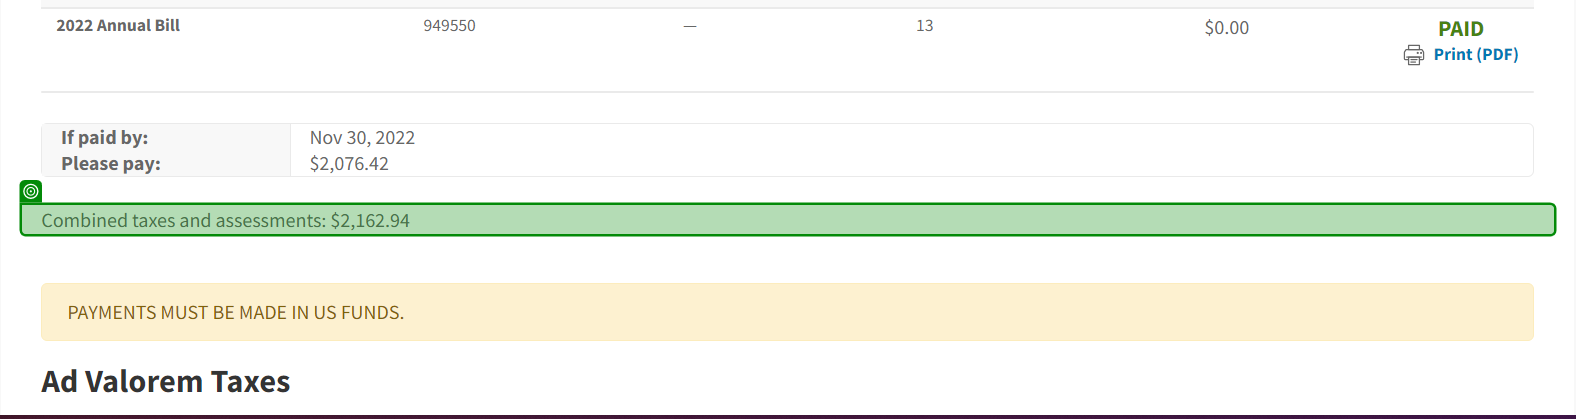 2022 Annual Bill 949550 — 13 $0.00 PAID
Print (PDF)
If paid by: Nov 30, 2022
Please pay: $2,076.42
Combined taxes and assessments: $2,162.94
PAYMENTS MUST BE MADE IN US FUNDS.
Ad Valorem Taxes